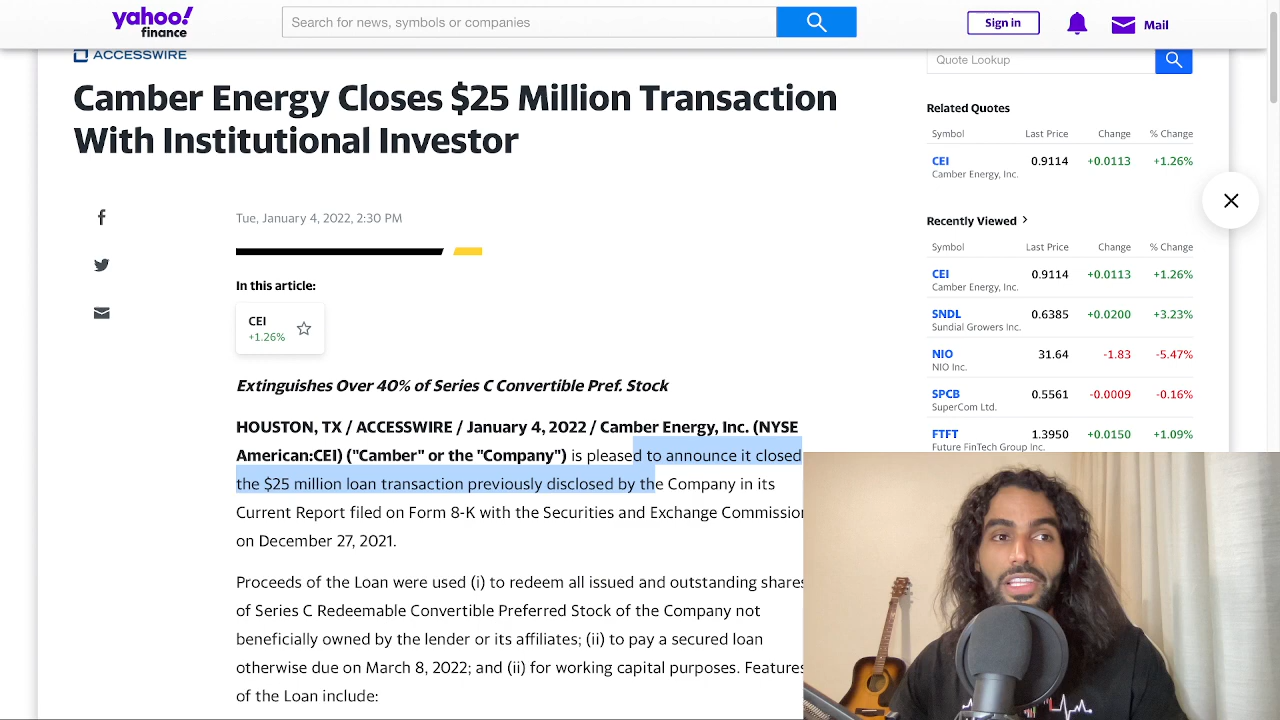 yahoo!
finance
Search for news, symbols or companies
Sign in
Mail
ACCESSWIRE
Camber Energy Closes $25 Million Transaction
With Institutional Investor
Tue, January 4, 2022, 2:30 PM
In this article:
CEI
+1.26%
Extinguishes Over 40% of Series C Convertible Pref. Stock
HOUSTON, TX / ACCESSWIRE / January 4, 2022 / Camber Energy, Inc. (NYSE
American:CEI) ("Camber" or the "Company") is pleased to announce it closed
the $25 million loan transaction previously disclosed by the Company in its
Current Report filed on Form 8-K with the Securities and Exchange Commission
on December 27, 2021.
Proceeds of the Loan were used (i) to redeem all issued and outstanding shares
of Series C Redeemable Convertible Preferred Stock of the Company not
beneficially owned by the lender or its affiliates; (ii) to pay a secured loan
otherwise due on March 8, 2022; and (ii) for working capital purposes. Features
of the Loan include:
Quote Lookup
Related Quotes
Symbol Last Price Change % Change
CEI 0.9114 +0.0113 +1.26%
Camber Energy, Inc.
Recently Viewed
Symbol Last Price Change % Change
CEI 0.9114 +0.0113 +1.26%
Camber Energy, Inc.
SNDL 0.6385 +0.0200 +3.23%
Sundial Growers Inc.
NIO 31.64 -1.83 -5.47%
NIO Inc.
SPCB 0.5561 -0.0009 -0.16%
SuperCom Ltd.
FTFT 1.3950 +0.0150 +1.09%
Future FinTech Group Inc.